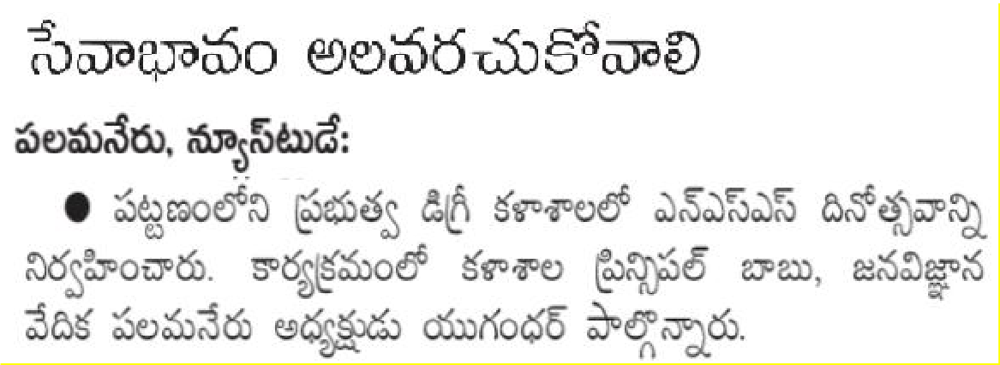 సేవాభావం అలవరచుకోవాలి
పలమనేరు, న్యూస్‌టుడే:
● పట్టణంలోని ప్రభుత్వ డిగ్రీ కళాశాలలో ఎన్ఎస్ఎస్ దినోత్సవాన్ని
నిర్వహించారు. కార్యక్రమంలో కళాశాల ప్రిన్సిపల్ బాబు, జనవిజ్ఞాన
వేదిక పలమనేరు అధ్యక్షుడు యుగంధర్ పాల్గొన్నారు.